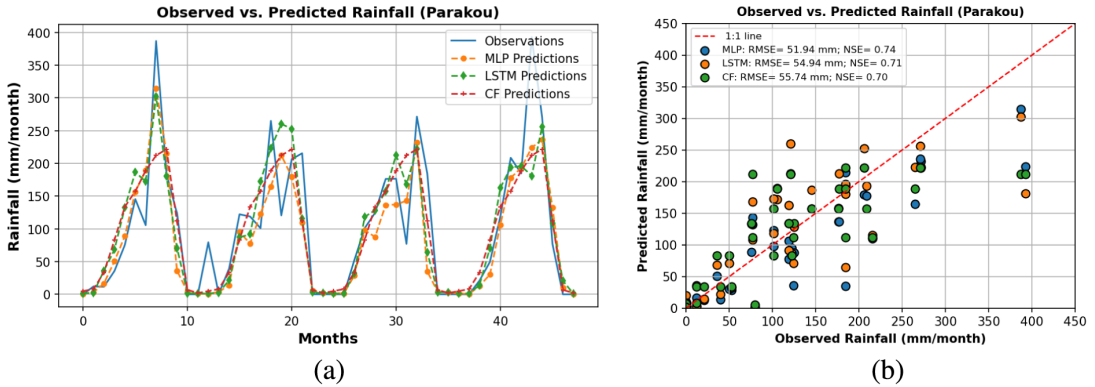 Observed vs. Predicted Rainfall (Parakou)
Rainfall (mm/month)
400
350
300
250
200
150
100
50
0
Observations
MLP Predictions
LSTM Predictions
CF Predictions
0
10
20
30
40
Months
(a)
Observed vs. Predicted Rainfall (Parakou)
Predicted Rainfall (mm/month)
450
400
350
300
250
200
150
100
50
0
1:1 line
MLP: RMSE= 51.94 mm; NSE= 0.74
LSTM: RMSE= 54.94 mm; NSE= 0.71
CF: RMSE= 55.74 mm; NSE= 0.70
0
50
100
150
200
250
300
350
400
450
Observed Rainfall (mm/month)
(b)